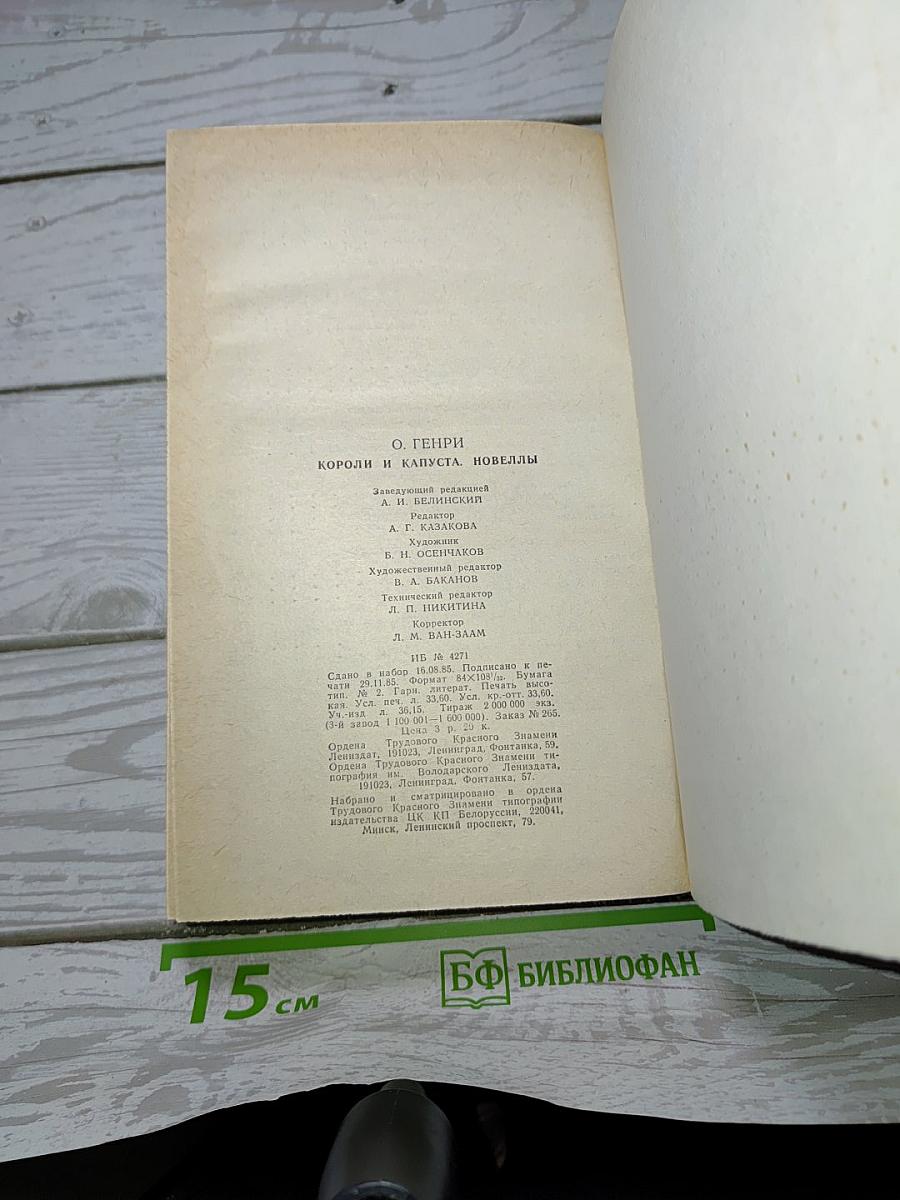 О. ГЕНРИ
КОРОЛИ И КАПУСТА. НОВЕЛЛЫ
Заведующий редакцией
А. И. БЕЛИНСКИЙ
Редактор
А. Г. КАЗАКОВА
Художник
Б. Н. ОСЕНЧАКОВ
Художественный редактор
В. А. БАКАНОВ
Технический редактор
Л. П. НИКИТИНА
Корректор
Л. М. ВАН-ЗААМ
ИБ № 4271
Сдано в набор 16.08.85. Подписано к пе-
чати 29.11.85. Формат 84×108¹/₃₂. Бумага
тип. № 2. Гарн. литерат. Печать высо-
кая. Усл. печ. л. 33,60. Усл. кр.-отт. 33,60.
Уч.-изд л. 36,15. Тираж 2 000 000 экз.
(3-й завод 1 100 001—1 600 000). Заказ № 265.
Цена 3 р. 20 к.
Ордена Трудового Красного Знамени
Лениздат, 191023, Ленинград, Фонтанка, 59.
Ордена Трудового Красного Знамени ти-
пография им. Володарского Лениздата,
191023, Ленинград, Фонтанка, 57.
Набрано и сматрицировано в ордена
Трудового Красного Знамени типографии
издательства ЦК КП Белоруссии, 220041,
Минск, Ленинский проспект, 79.
15 см
БФ БИБЛИОФАН